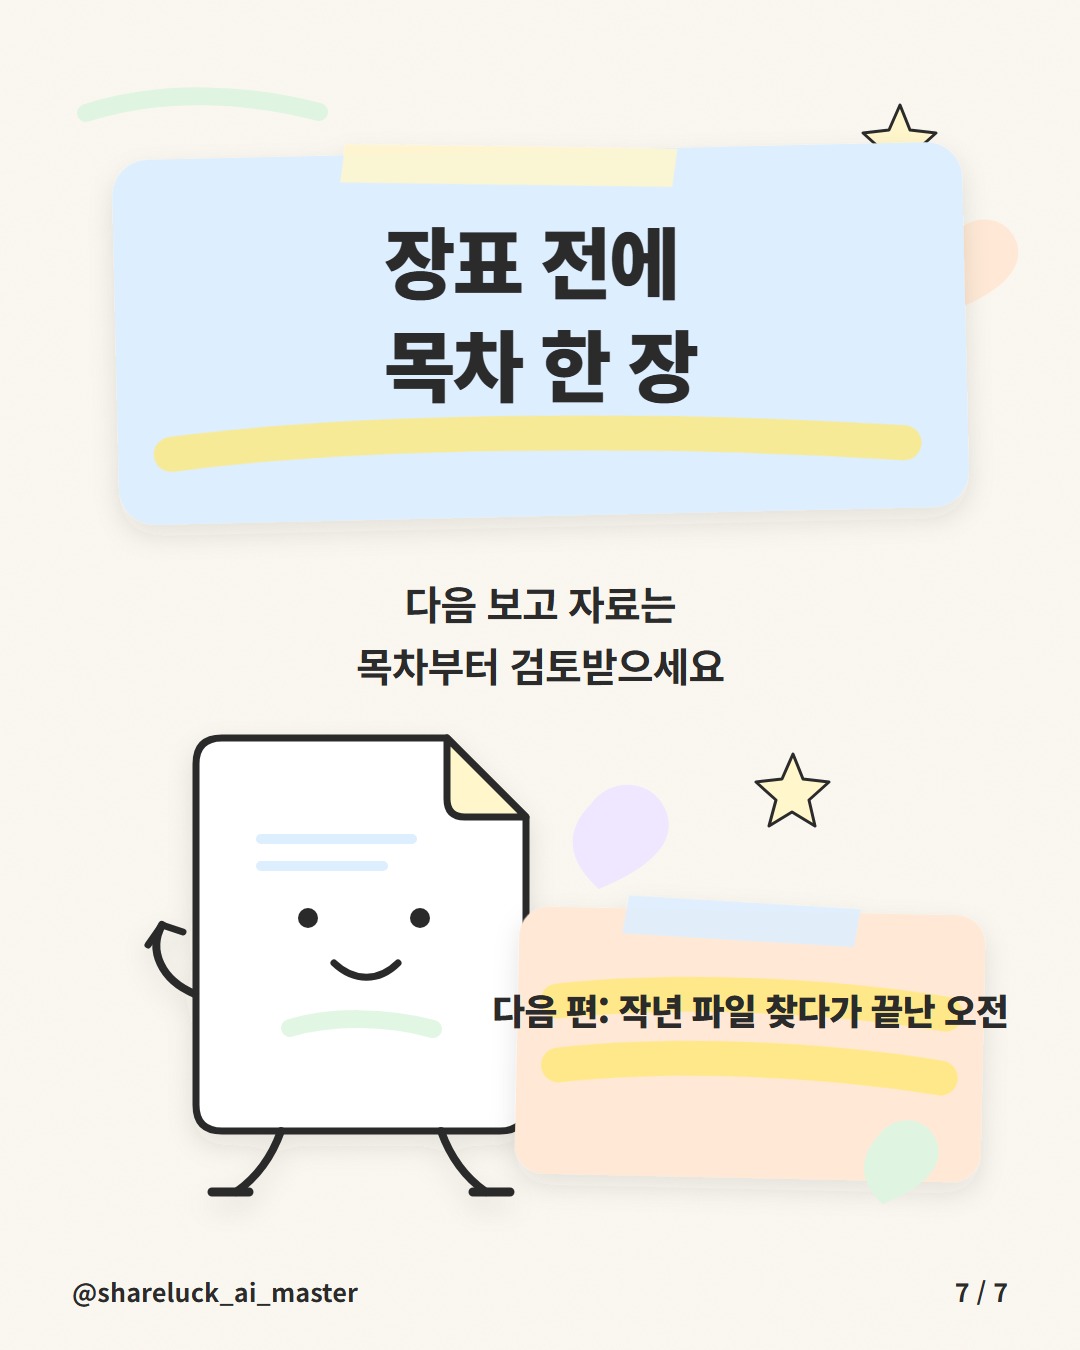 장표 전에
목차 한 장
다음 보고 자료는
목차부터 검토받으세요
다음 편: 작년 파일 찾다가 끝난 오전
@shareluck_ai_master
7 / 7